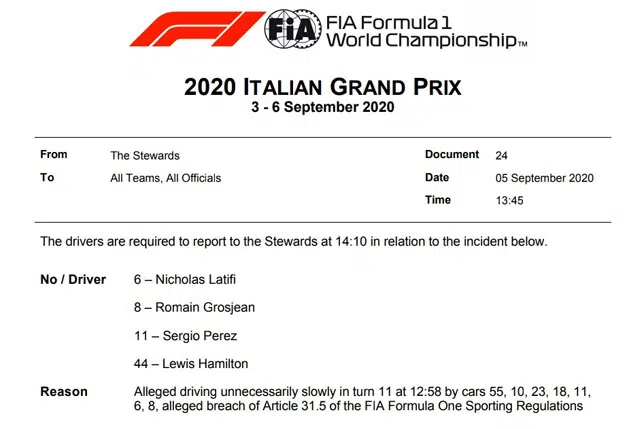 F1 FIA FIA Formula 1
World Championship™
2020 ITALIAN GRAND PRIX
3 - 6 September 2020
From The Stewards Document 24
To All Teams, All Officials Date 05 September 2020
Time 13:45
The drivers are required to report to the Stewards at 14:10 in relation to the incident below.
No / Driver 6 – Nicholas Latifi
8 – Romain Grosjean
11 – Sergio Perez
44 – Lewis Hamilton
Reason Alleged driving unnecessarily slowly in turn 11 at 12:58 by cars 55, 10, 23, 18, 11,
6, 8, alleged breach of Article 31.5 of the FIA Formula One Sporting Regulations